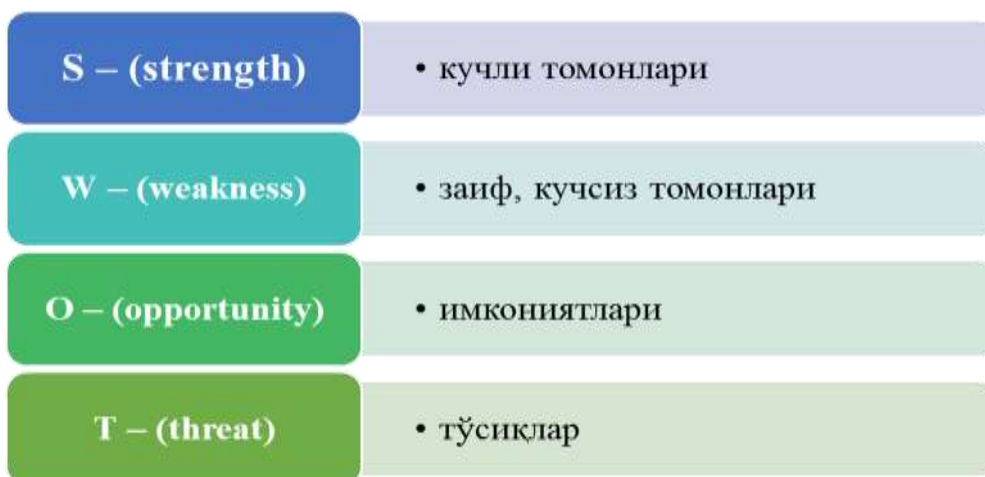 S – (strength)
• кучли томонлари
W – (weakness)
• заиф, кучсиз томонлари
O – (opportunity)
• имкониятлари
T – (threat)
• тўсиқлар